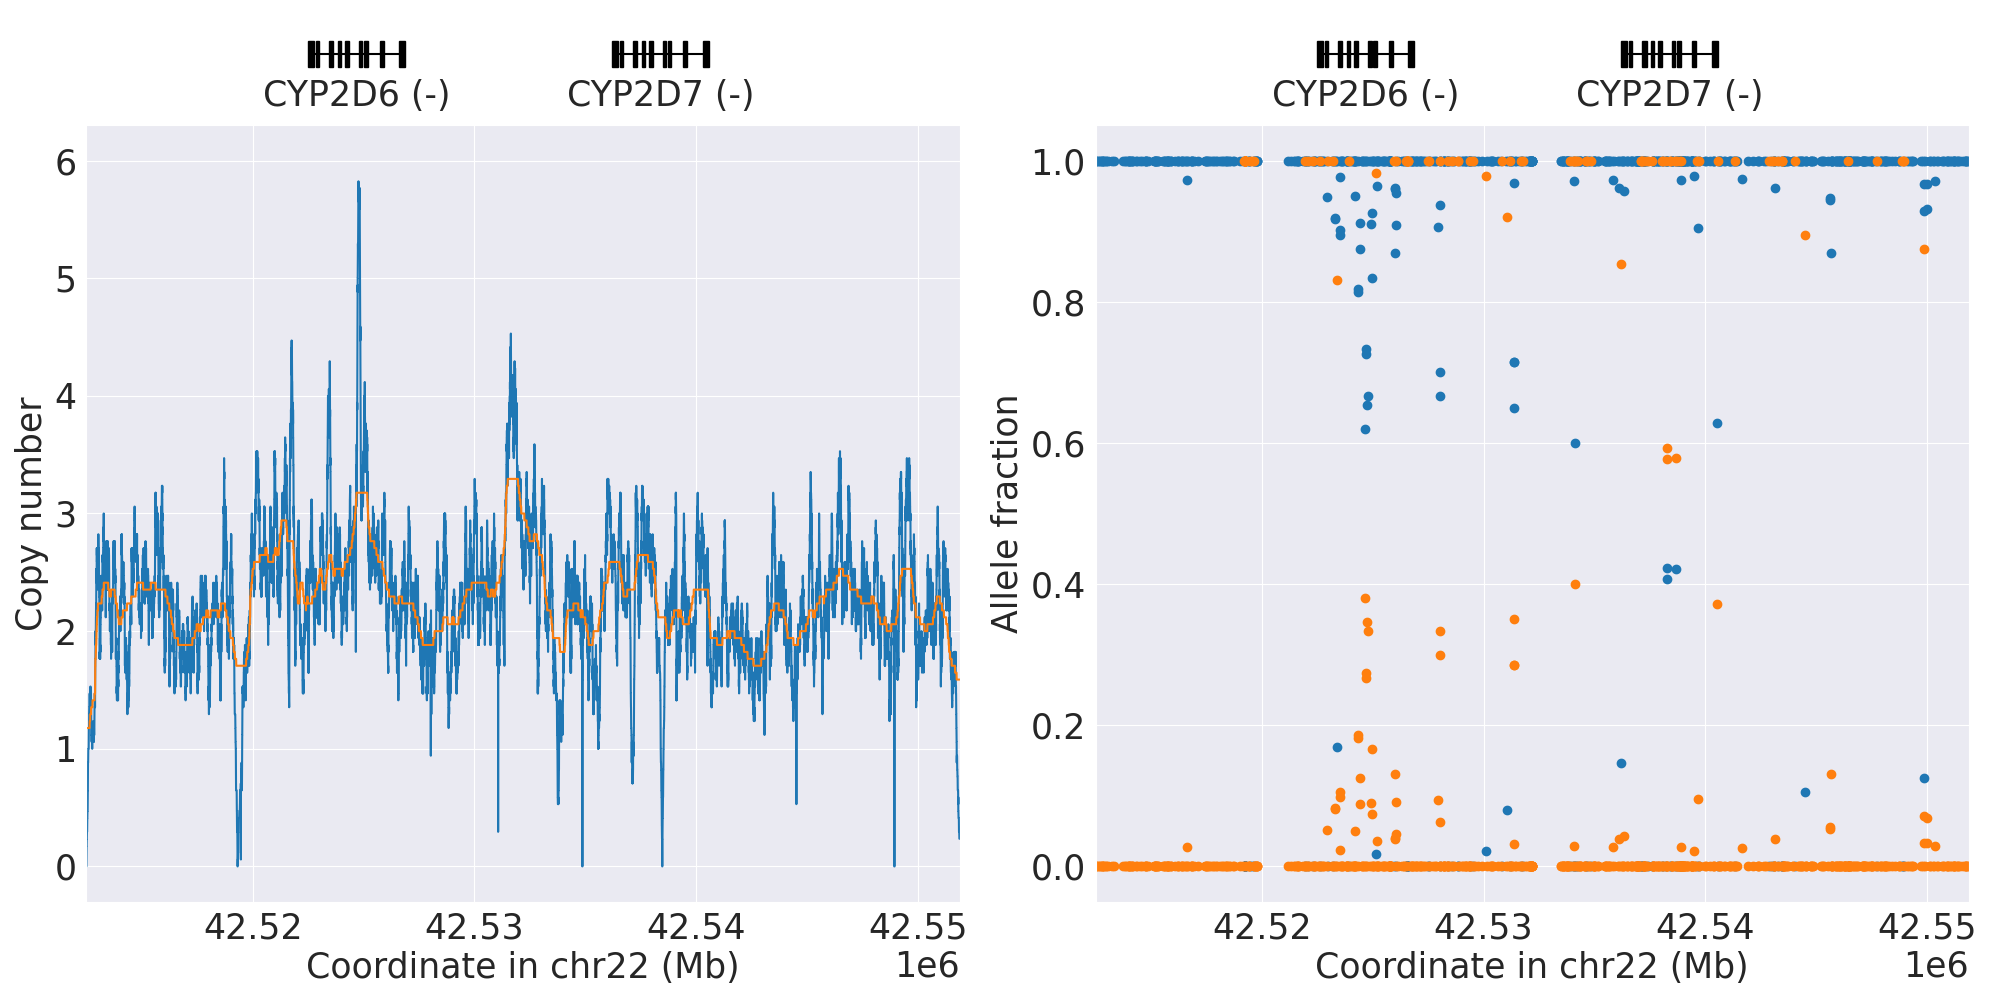 CYP2D6 (-) CYP2D7 (-)
6
5
4
3
2
1
0
Copy number
42.52 42.53 42.54 42.55
Coordinate in chr22 (Mb) 1e6
CYP2D6 (-) CYP2D7 (-)
1.0
0.8
0.6
0.4
0.2
0.0
Allele fraction
42.52 42.53 42.54 42.55
Coordinate in chr22 (Mb) 1e6